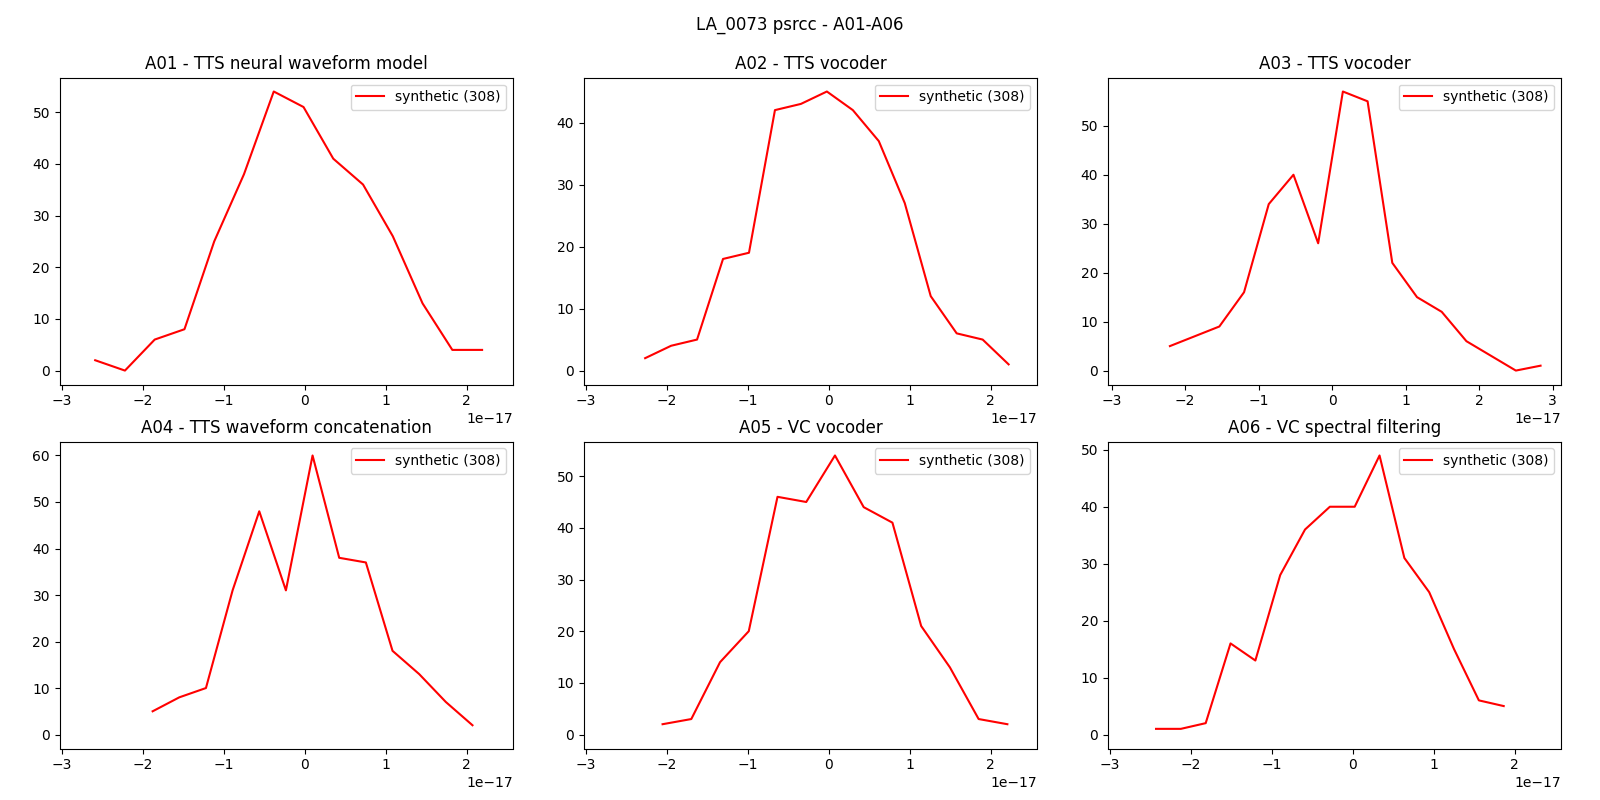 LA_0073 psrcc - A01-A06
A01 - TTS neural waveform model
synthetic (308)
50
40
30
20
10
0
−3 −2 −1 0 1 2
1e−17
A02 - TTS vocoder
synthetic (308)
40
30
20
10
0
−3 −2 −1 0 1 2
1e−17
A03 - TTS vocoder
synthetic (308)
50
40
30
20
10
0
−3 −2 −1 0 1 2 3
1e−17
A04 - TTS waveform concatenation
synthetic (308)
60
50
40
30
20
10
0
−3 −2 −1 0 1 2
1e−17
A05 - VC vocoder
synthetic (308)
50
40
30
20
10
0
−3 −2 −1 0 1 2
1e−17
A06 - VC spectral filtering
synthetic (308)
50
40
30
20
10
0
−3 −2 −1 0 1 2
1e−17